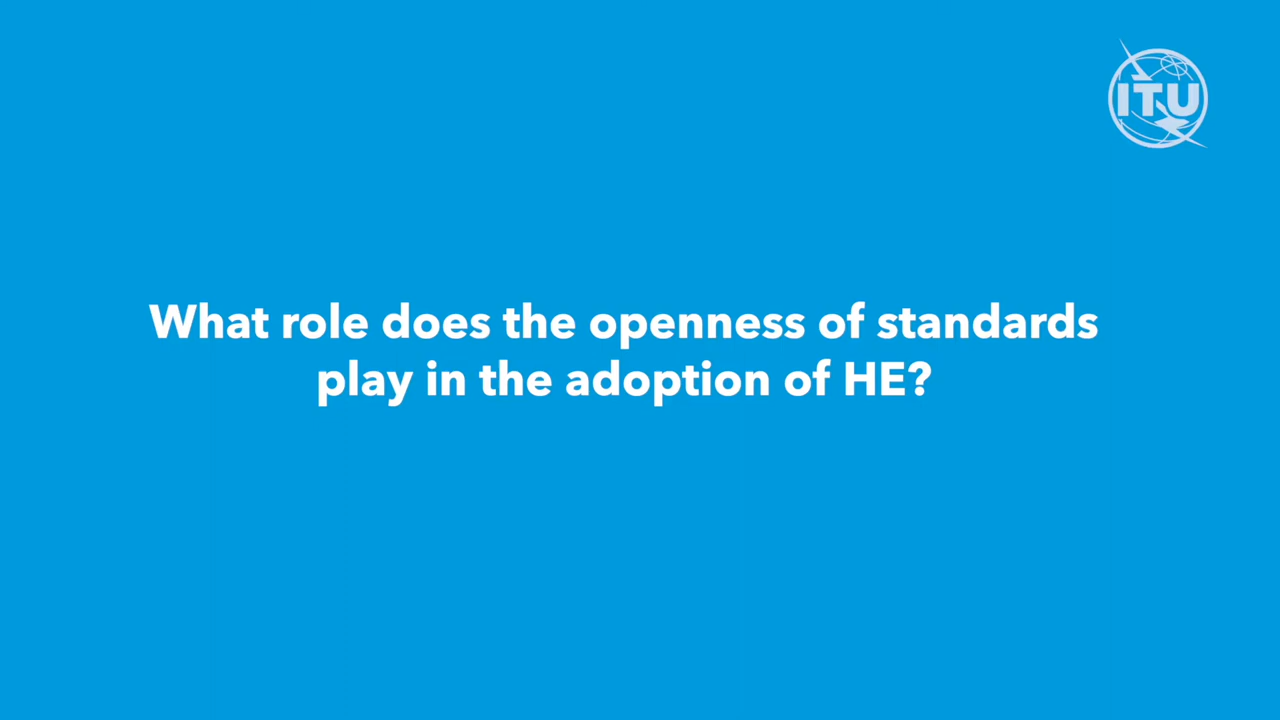 ITU
What role does the openness of standards
play in the adoption of HE?